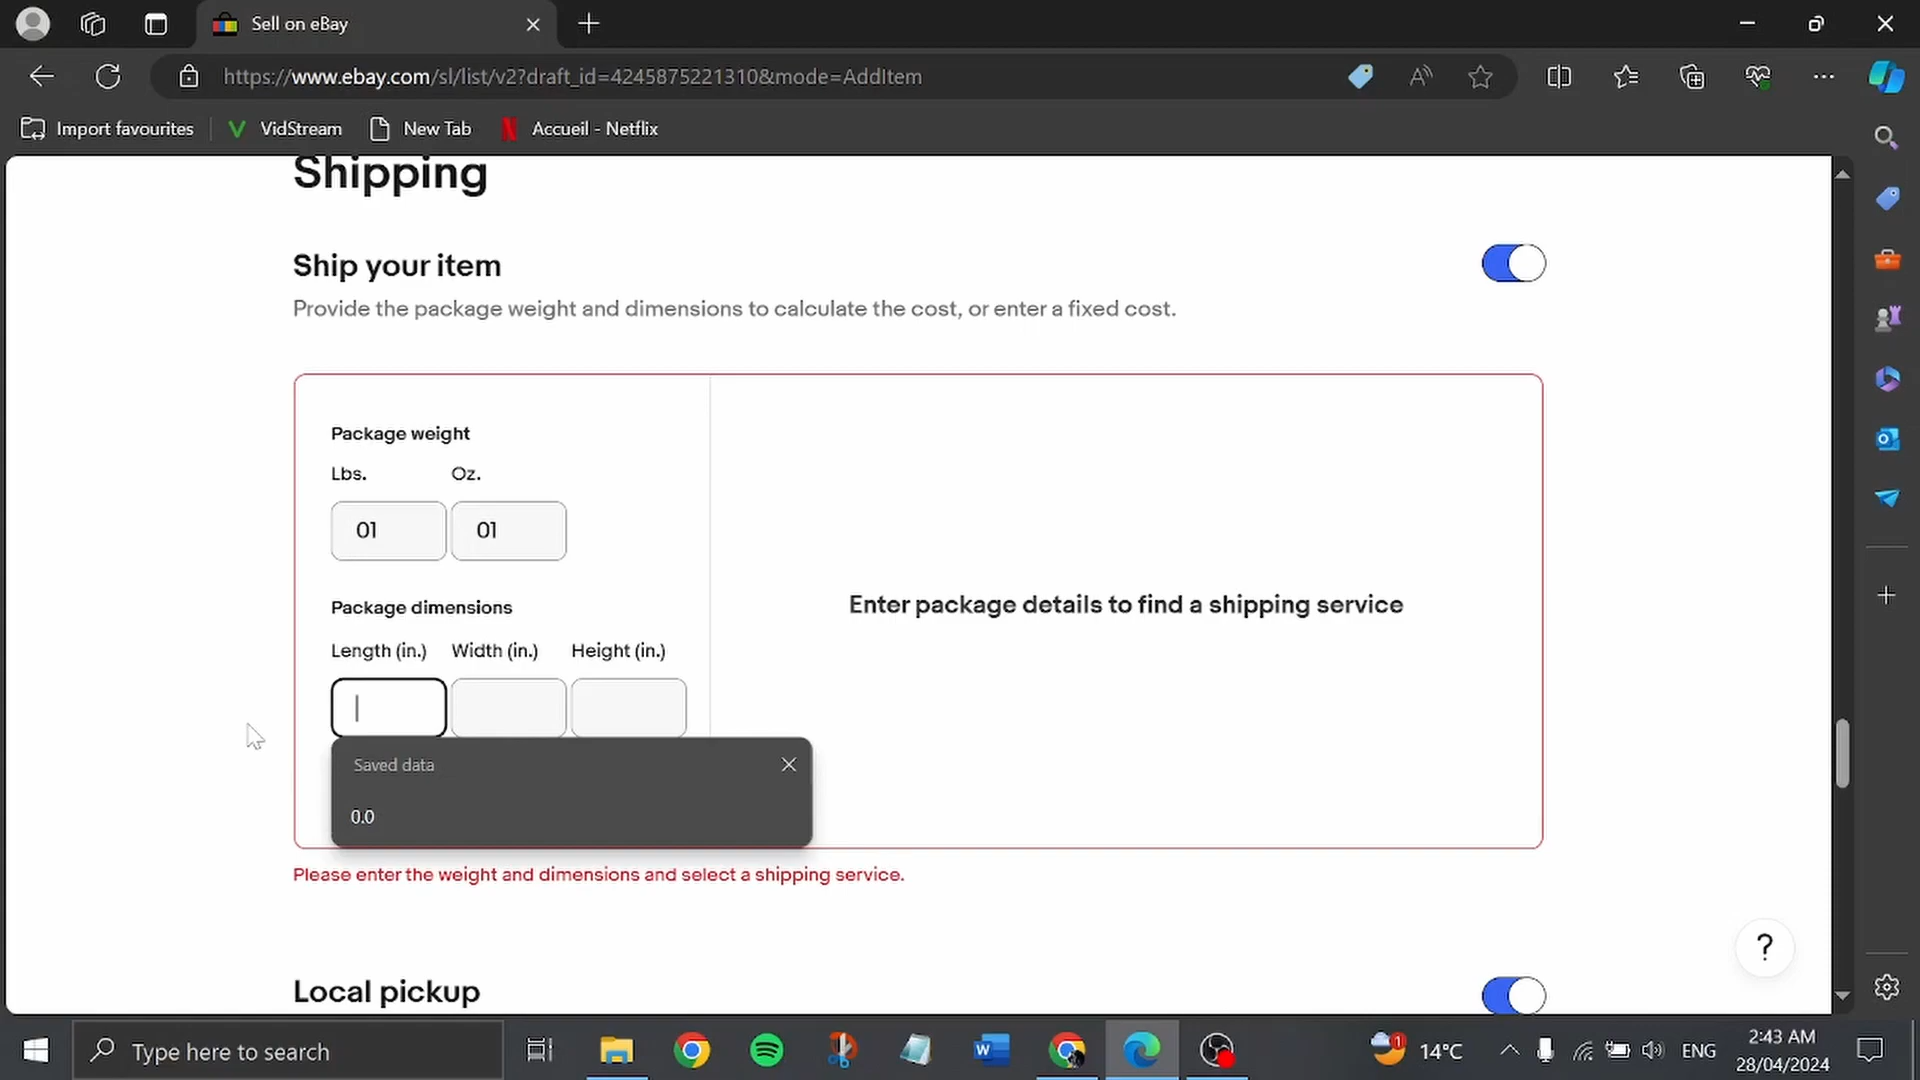 Sell on eBay
https://www.ebay.com/sl/list/v2?draft_id=4245875221310&mode=AddItem
Import favourites
VidStream
New Tab
Accueil - Netflix
Shipping
Ship your item
Provide the package weight and dimensions to calculate the cost, or enter a fixed cost.
Package weight
Lbs. Oz.
01 01
Package dimensions
Length (in.) Width (in.) Height (in.)
Enter package details to find a shipping service
Saved data
0.0
Please enter the weight and dimensions and select a shipping service.
?
Local pickup
Type here to search
1
14°C
ENG
2:43 AM
28/04/2024